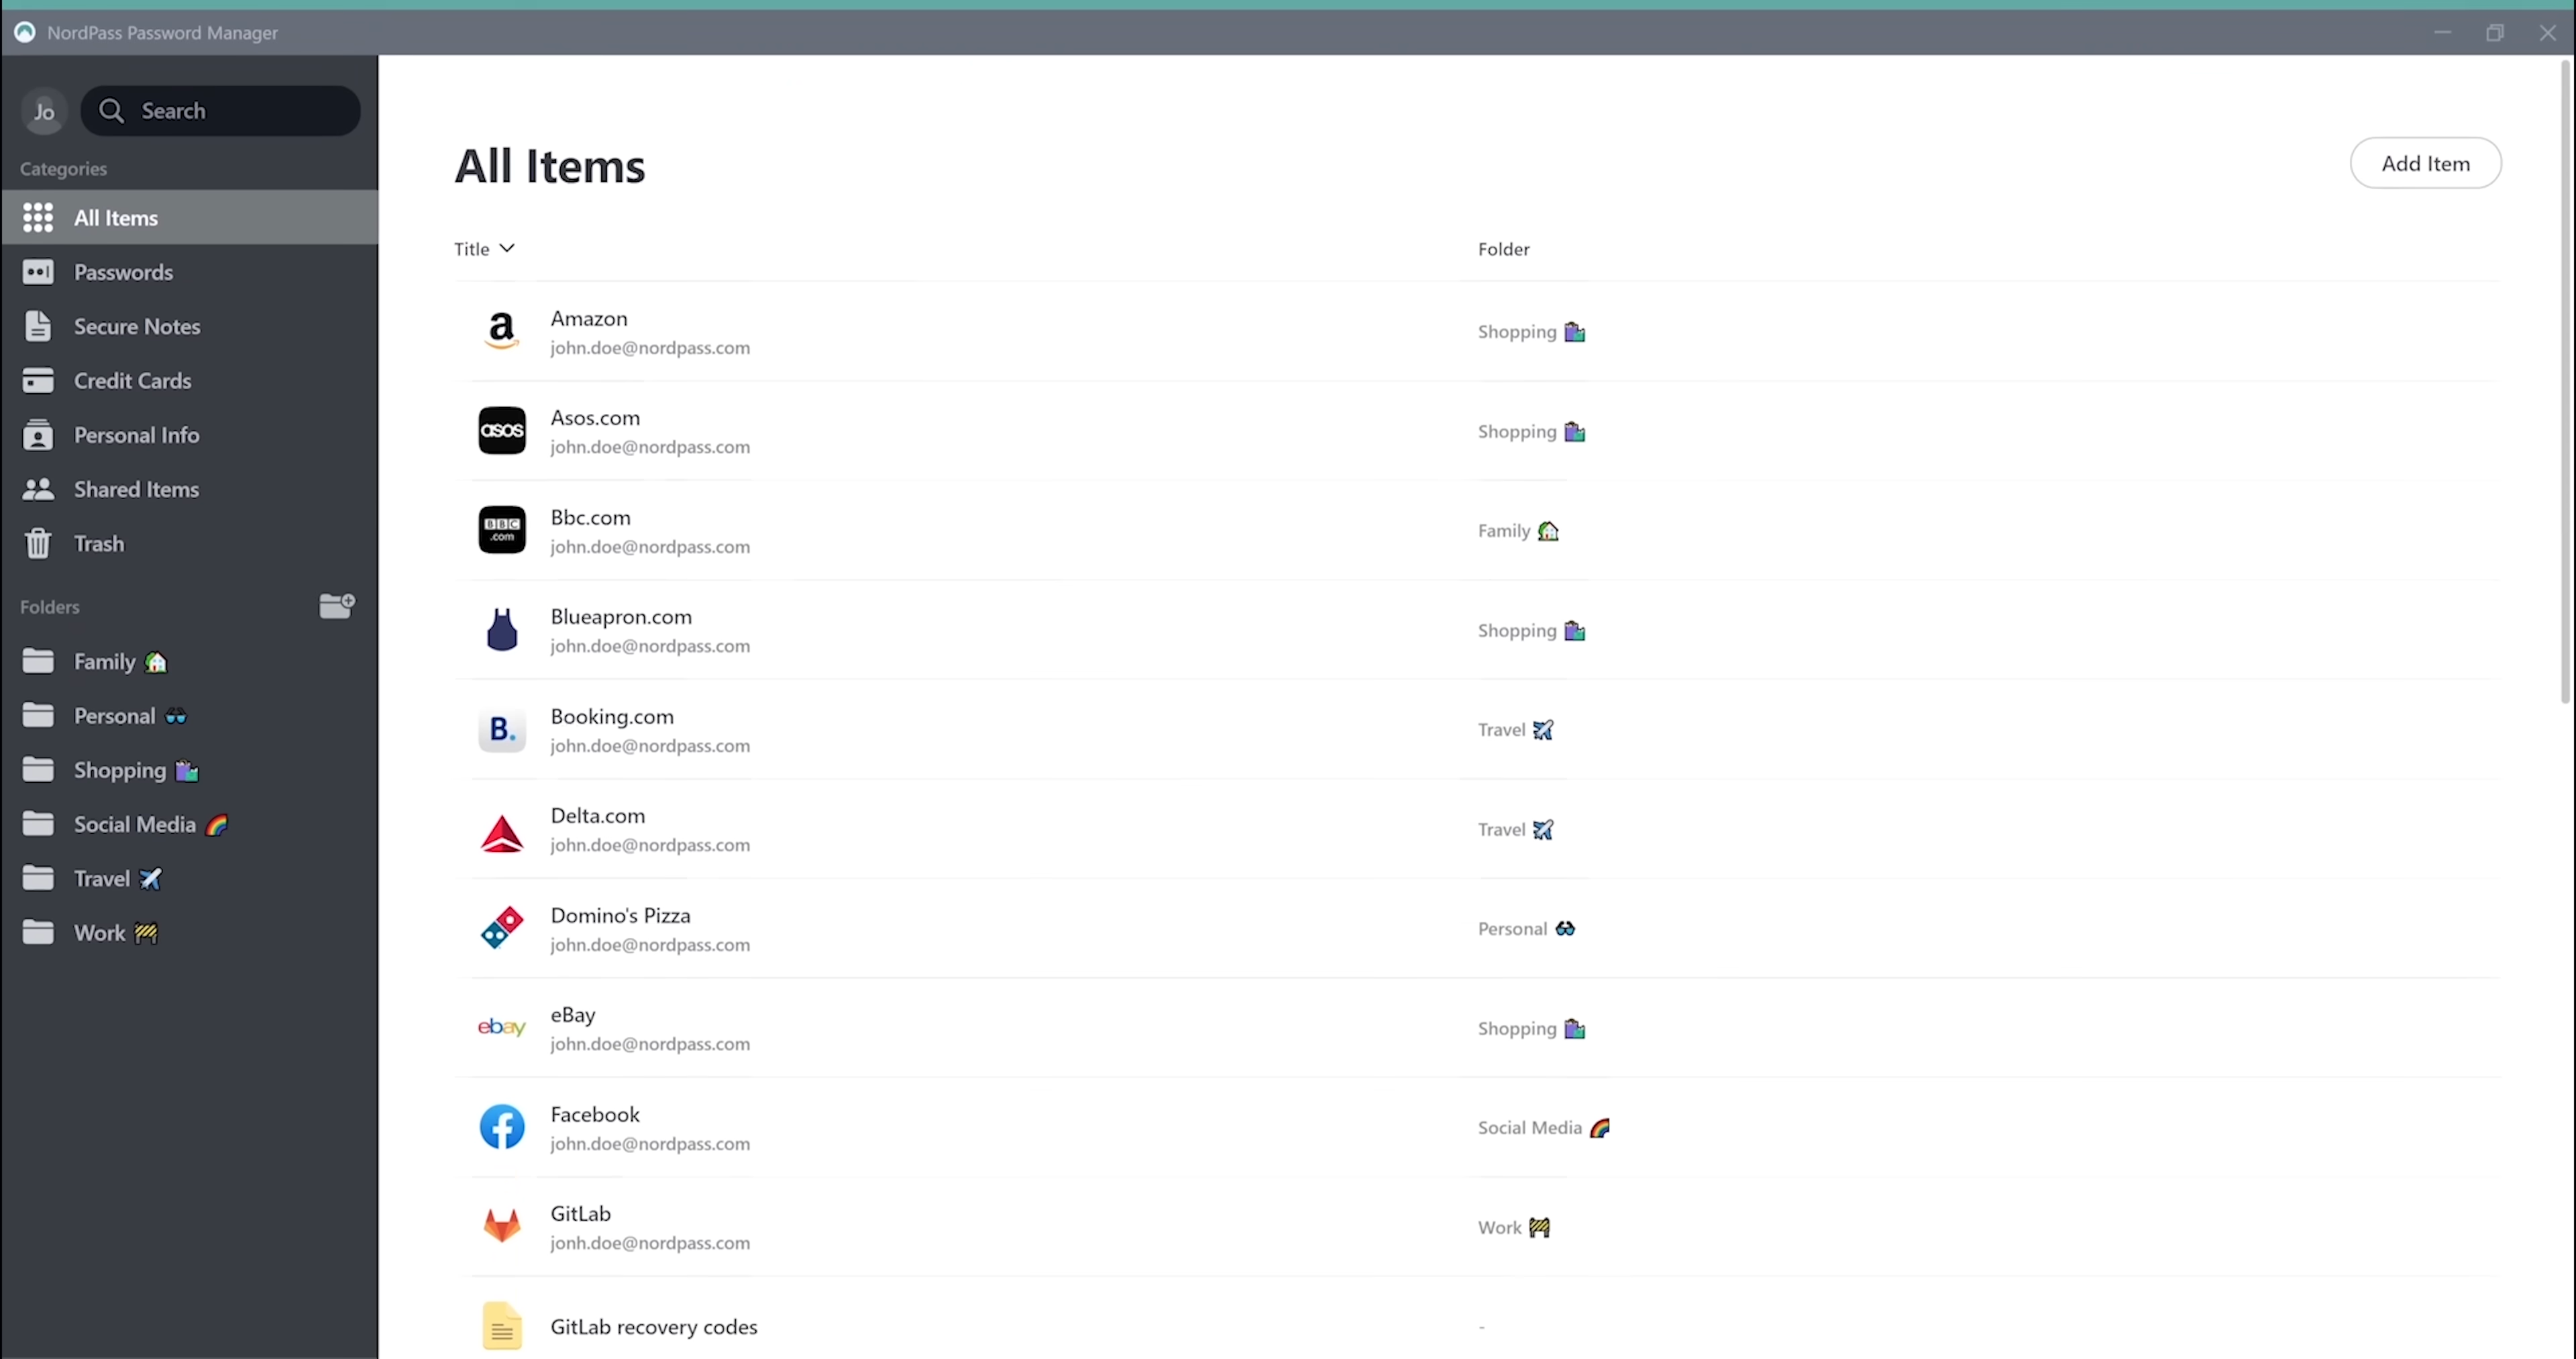 NordPass Password Manager
Jo
Search
Categories
All Items
Passwords
Secure Notes
Credit Cards
Personal Info
Shared Items
Trash
Folders
Family
Personal
Shopping
Social Media
Travel
Work
All Items
Add Item
Title
Folder
a
Amazon
john.doe@nordpass.com
Shopping
asos
Asos.com
john.doe@nordpass.com
Shopping
BBC
.com
Bbc.com
john.doe@nordpass.com
Family
Blueapron.com
john.doe@nordpass.com
Shopping
B.
Booking.com
john.doe@nordpass.com
Travel
Delta.com
john.doe@nordpass.com
Travel
Domino's Pizza
john.doe@nordpass.com
Personal
ebay
eBay
john.doe@nordpass.com
Shopping
f
Facebook
john.doe@nordpass.com
Social Media
GitLab
jonh.doe@nordpass.com
Work
GitLab recovery codes
-